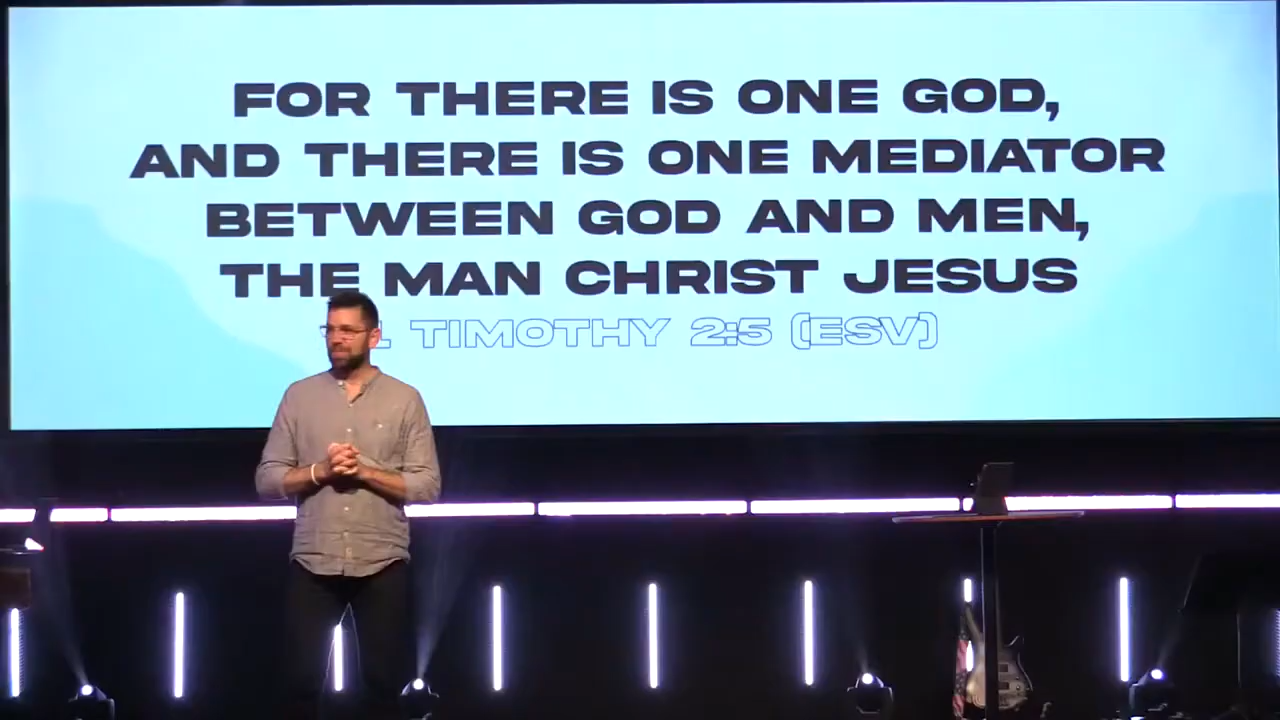 FOR THERE IS ONE GOD,
AND THERE IS ONE MEDIATOR
BETWEEN GOD AND MEN,
THE MAN CHRIST JESUS
TIMOTHY 2:5 (ESV)